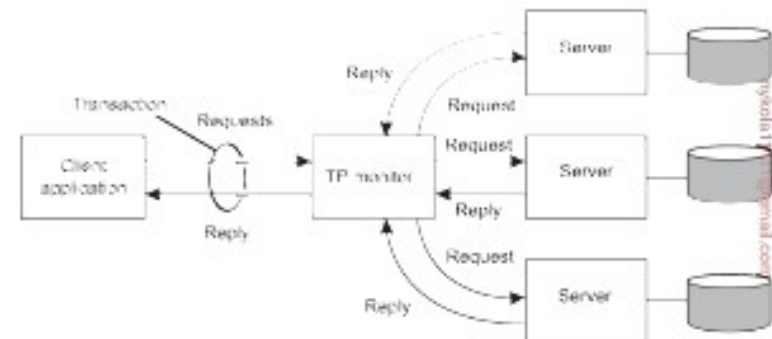 Server
Reply
Request
Transaction
Requests
Client
application
TP monitor
Request
Server
Reply
Reply
Request
Reply
Server